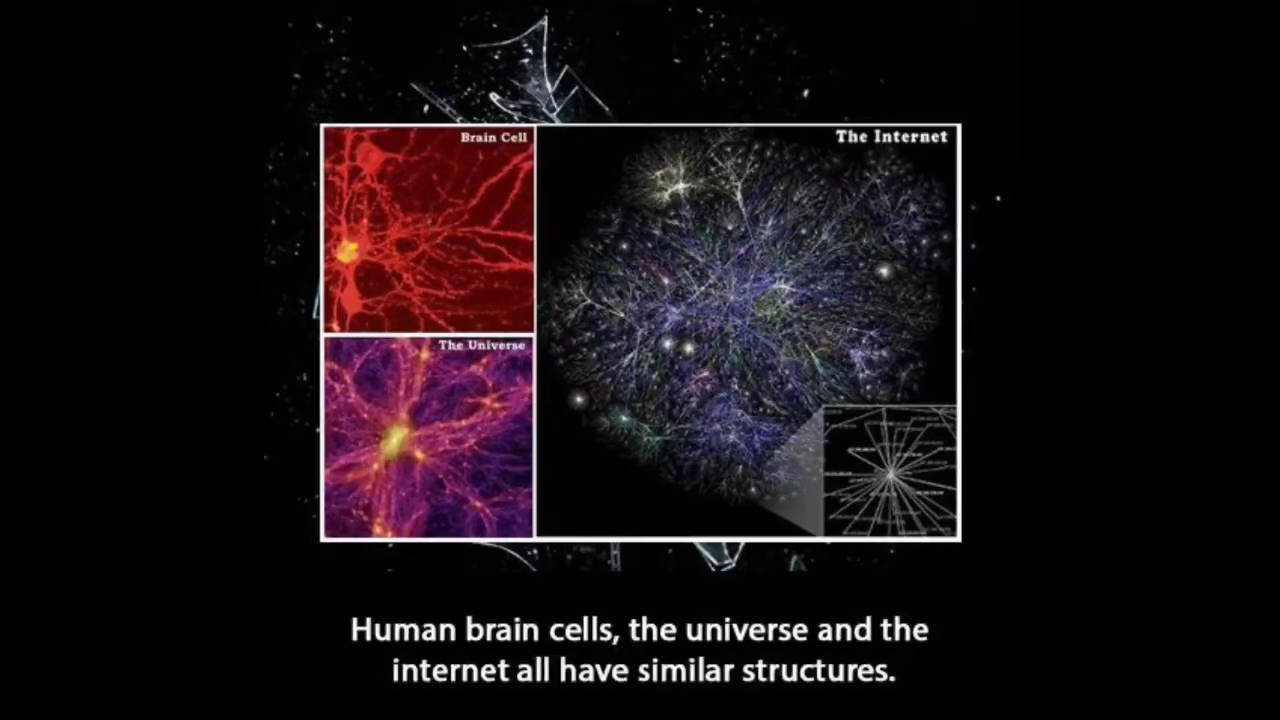 Brain Cell
The Internet
The Universe
Human brain cells, the universe and the
internet all have similar structures.